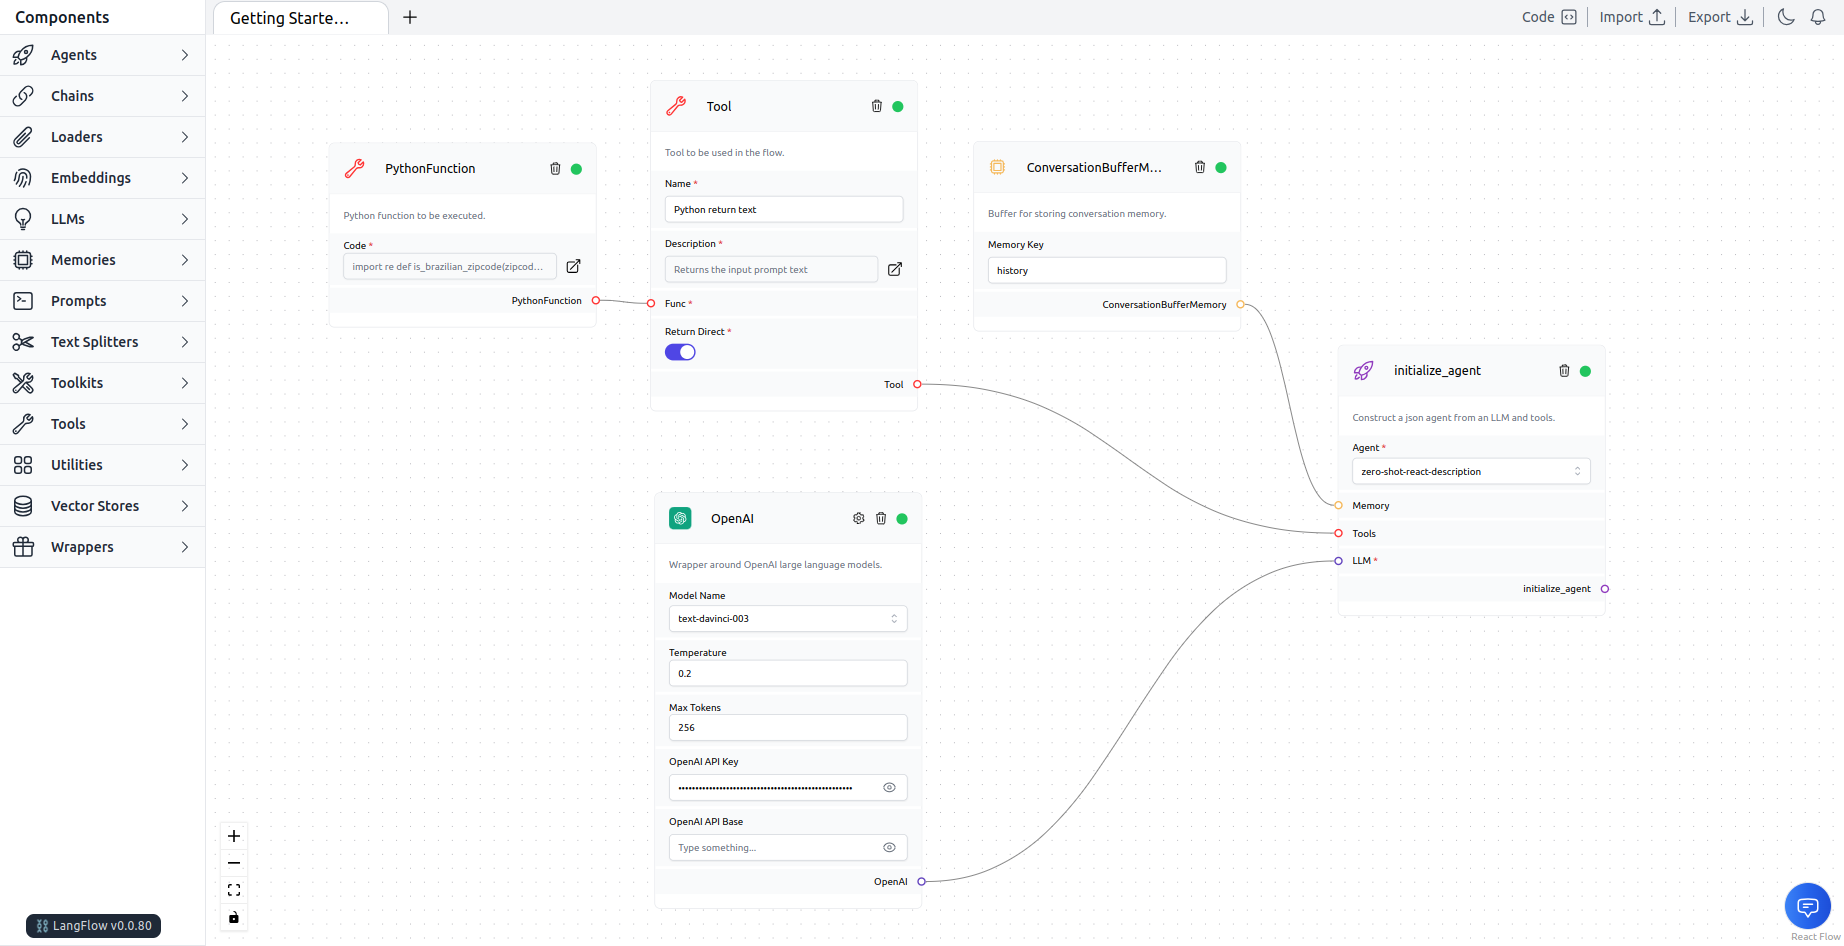 Components
Getting Starte...
Code
Import
Export
Agents
Chains
Loaders
Embeddings
LLMs
Memories
Prompts
Text Splitters
Toolkits
Tools
Utilities
Vector Stores
Wrappers
LangFlow v0.0.80
PythonFunction
Python function to be executed.
Code *
import re def is_brazilian_zipcode(zipcod...
PythonFunction
Tool
Tool to be used in the flow.
Name *
Python return text
Description *
Returns the input prompt text
Func *
Return Direct *
Tool
ConversationBufferM...
Buffer for storing conversation memory.
Memory Key
history
ConversationBufferMemory
initialize_agent
Construct a json agent from an LLM and tools.
Agent *
zero-shot-react-description
Memory
Tools
LLM *
initialize_agent
OpenAI
Wrapper around OpenAI large language models.
Model Name
text-davinci-003
Temperature
0.2
Max Tokens
256
OpenAI API Key
OpenAI API Base
Type something...
OpenAI
React Flow